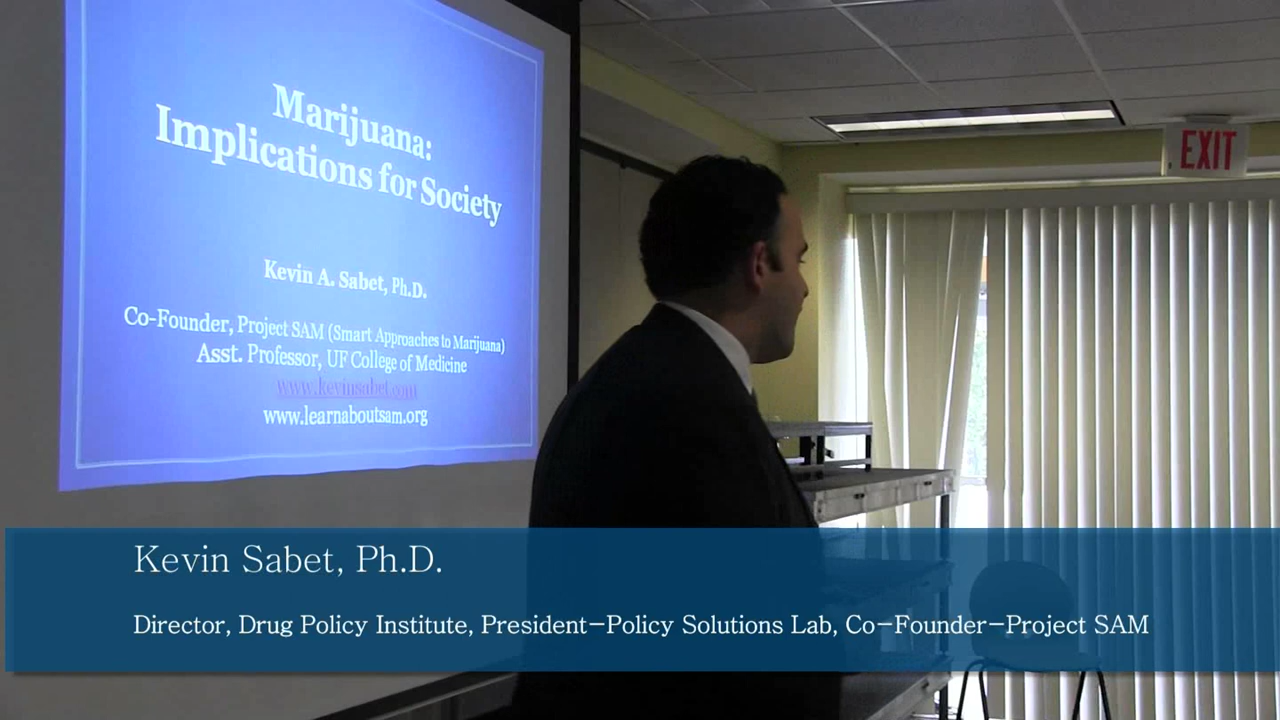 Marijuana:
Implications for Society
Kevin A. Sabet, Ph.D.
Co-Founder, Project SAM (Smart Approaches to Marijuana)
Asst. Professor, UF College of Medicine
www.kevinsabet.com
www.learnaboutsam.org
EXIT
Kevin Sabet, Ph.D.
Director, Drug Policy Institute, President-Policy Solutions Lab, Co-Founder-Project SAM